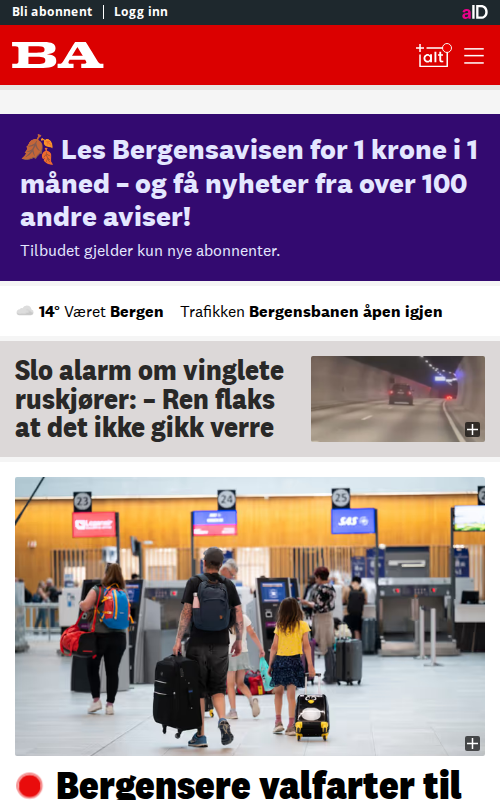 Bli abonnent | Logg inn
aID
BA
alt
Les Bergensavisen for 1 krone i 1
måned – og få nyheter fra over 100
andre aviser!
Tilbudet gjelder kun nye abonnenter.
14° Været Bergen Trafikken Bergensbanen åpen igjen
Slo alarm om vinglete
ruskjører: – Ren flaks
at det ikke gikk verre
23
24
25
SAS
Bergensere valfarter til